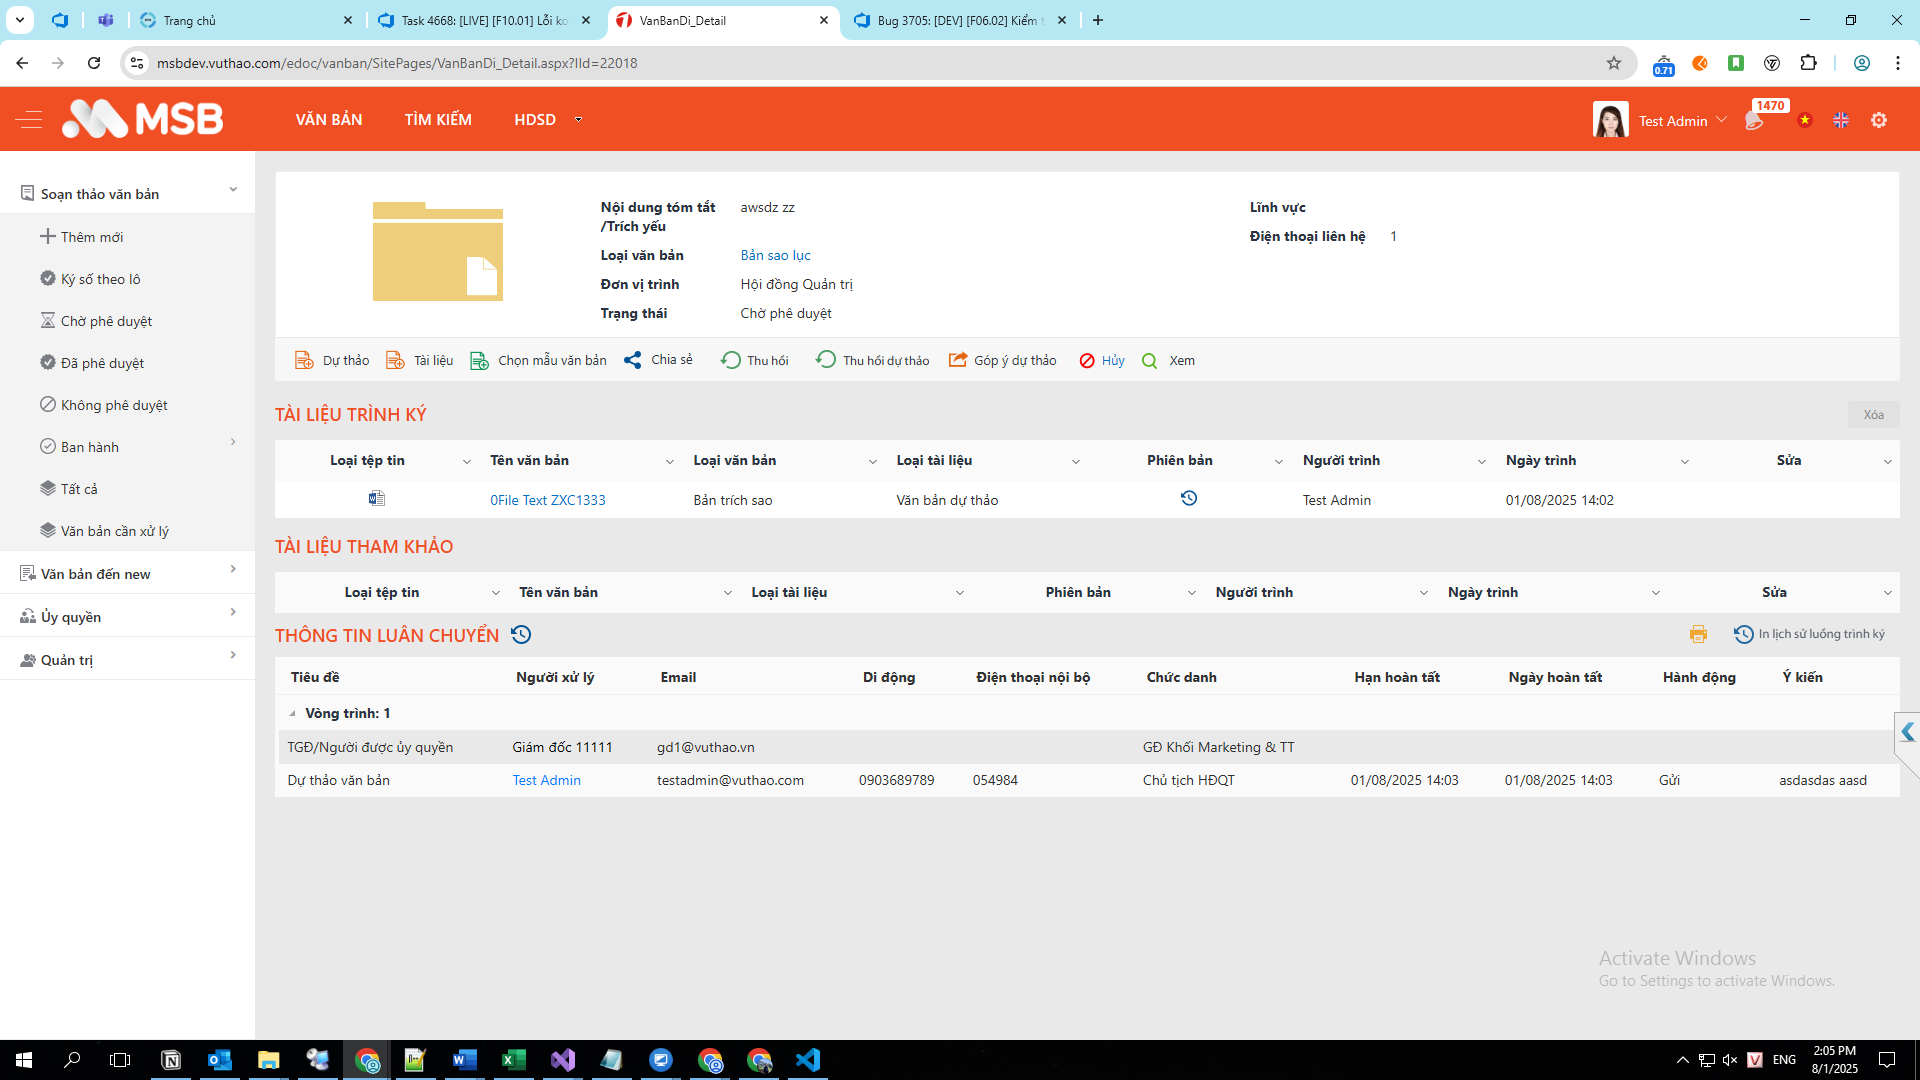 Trang chủ
Task 4668: [LIVE] [F10.01] Lỗi ko
VanBanDi_Detail
Bug 3705: [DEV] [F06.02] Kiểm t
msbdev.vuthao.com/edoc/vanban/SitePages/VanBanDi_Detail.aspx?IId=22018
0.71
MSB
VĂN BẢN
TÌM KIẾM
HDSD
Test Admin
1470
Soạn thảo văn bản
Thêm mới
Ký số theo lô
Chờ phê duyệt
Đã phê duyệt
Không phê duyệt
Ban hành
Tất cả
Văn bản cần xử lý
Văn bản đến new
Ủy quyền
Quản trị
Nội dung tóm tắt /Trích yếu awsdz zz
Loại văn bản Bản sao lục
Đơn vị trình Hội đồng Quản trị
Trạng thái Chờ phê duyệt
Lĩnh vực
Điện thoại liên hệ 1
Dự thảo Tài liệu Chọn mẫu văn bản Chia sẻ Thu hồi Thu hồi dự thảo Góp ý dự thảo Hủy Xem
TÀI LIỆU TRÌNH KÝ
Xóa
Loại tệp tin Tên văn bản Loại văn bản Loại tài liệu Phiên bản Người trình Ngày trình Sửa
0File Text ZXC1333 Bản trích sao Văn bản dự thảo Test Admin 01/08/2025 14:02
TÀI LIỆU THAM KHẢO
Loại tệp tin Tên văn bản Loại tài liệu Phiên bản Người trình Ngày trình Sửa
THÔNG TIN LUÂN CHUYỂN
In lịch sử luồng trình ký
Tiêu đề Người xử lý Email Di động Điện thoại nội bộ Chức danh Hạn hoàn tất Ngày hoàn tất Hành động Ý kiến
Vòng trình: 1
TGĐ/Người được ủy quyền Giám đốc 11111 gd1@vuthao.vn GĐ Khối Marketing & TT
Dự thảo văn bản Test Admin testadmin@vuthao.com 0903689789 054984 Chủ tịch HĐQT 01/08/2025 14:03 01/08/2025 14:03 Gửi asdasdas aasd
Activate Windows
Go to Settings to activate Windows.
ENG
2:05 PM
8/1/2025